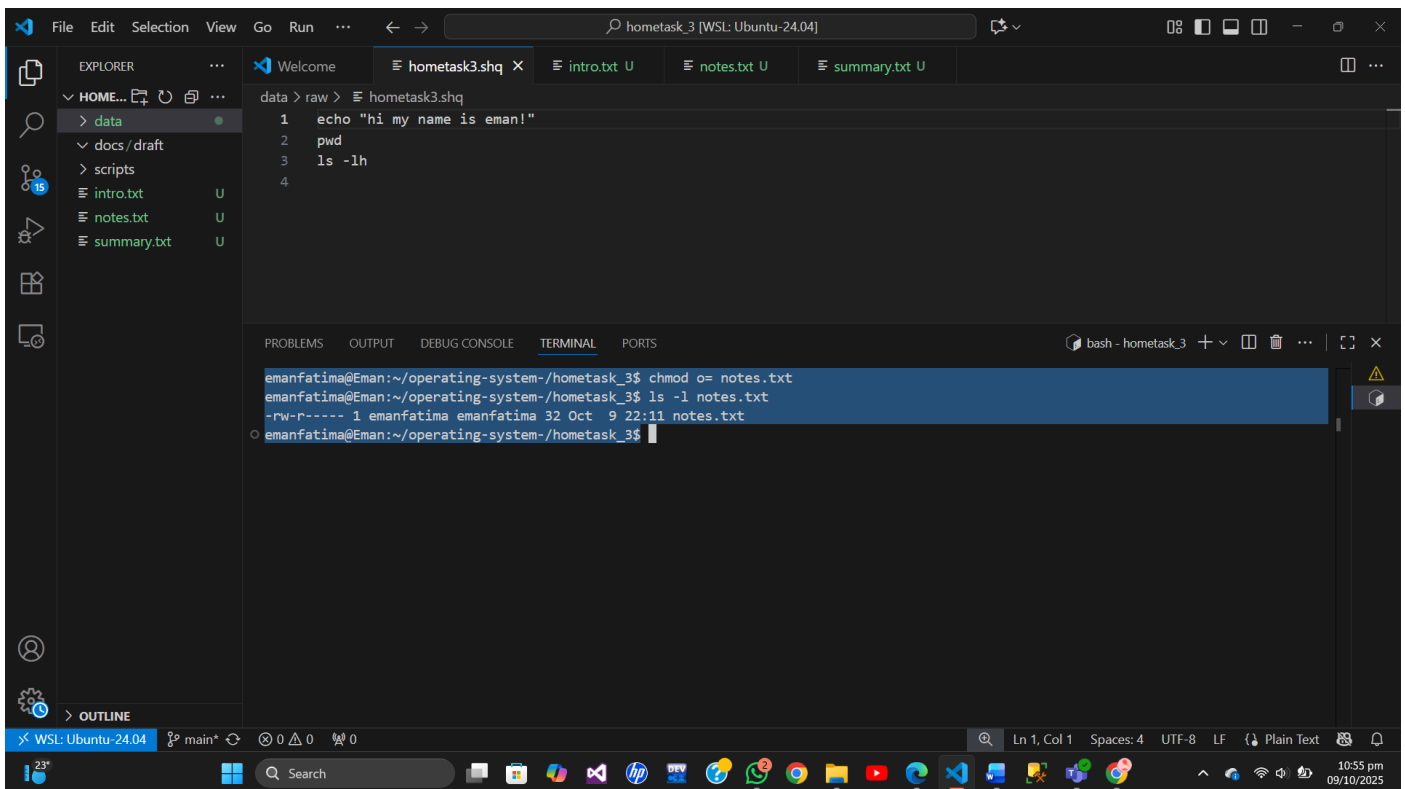 File Edit Selection View Go Run ··· hometask_3 [WSL: Ubuntu-24.04]
EXPLORER ···
Welcome hometask3.shq intro.txt U notes.txt U summary.txt U
HOME... ···
data > raw > hometask3.shq
data
docs/draft
scripts
intro.txt U
notes.txt U
summary.txt U
15
1 echo "hi my name is eman!"
2 pwd
3 ls -lh
4
PROBLEMS OUTPUT DEBUG CONSOLE TERMINAL PORTS bash - hometask_3
emanfatima@Eman:~/operating-system-/hometask_3$ chmod o= notes.txt
emanfatima@Eman:~/operating-system-/hometask_3$ ls -l notes.txt
-rw-r----- 1 emanfatima emanfatima 32 Oct  9 22:11 notes.txt
emanfatima@Eman:~/operating-system-/hometask_3$
OUTLINE
WSL: Ubuntu-24.04 main* 0 0 0 Ln 1, Col 1 Spaces: 4 UTF-8 LF Plain Text
23° Search hp DEV 2 10:55 pm
09/10/2025